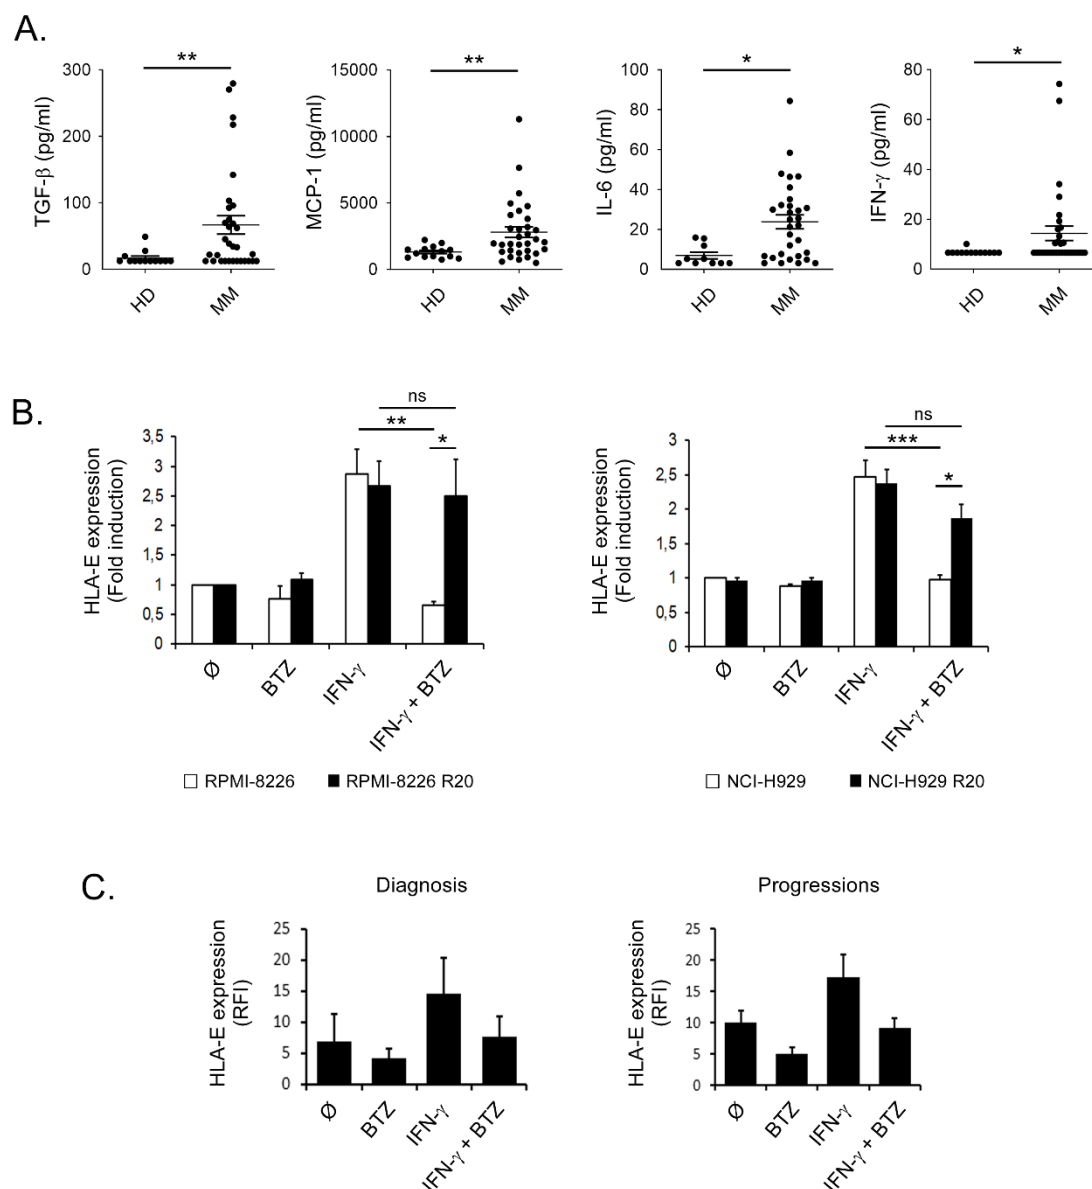 A.
** ** * *
TGF-β (pg/ml)
300
200
100
0
HD MM
MCP-1 (pg/ml)
15000
10000
5000
0
HD MM
IL-6 (pg/ml)
100
80
60
40
20
0
HD MM
IFN-γ (pg/ml)
80
60
40
20
0
HD MM
B.
HLA-E expression
(Fold induction)
3,5
3
2,5
2
1,5
1
0,5
0
ns
**
*
Ø BTZ IFN-γ IFN-γ + BTZ
RPMI-8226 RPMI-8226 R20
HLA-E expression
(Fold induction)
3
2,5
2
1,5
1
0,5
0
ns
***
*
Ø BTZ IFN-γ IFN-γ + BTZ
NCI-H929 NCI-H929 R20
C.
Diagnosis
HLA-E expression
(RFI)
25
20
15
10
5
0
Ø BTZ IFN-γ IFN-γ + BTZ
Progressions
HLA-E expression
(RFI)
25
20
15
10
5
0
Ø BTZ IFN-γ IFN-γ + BTZ